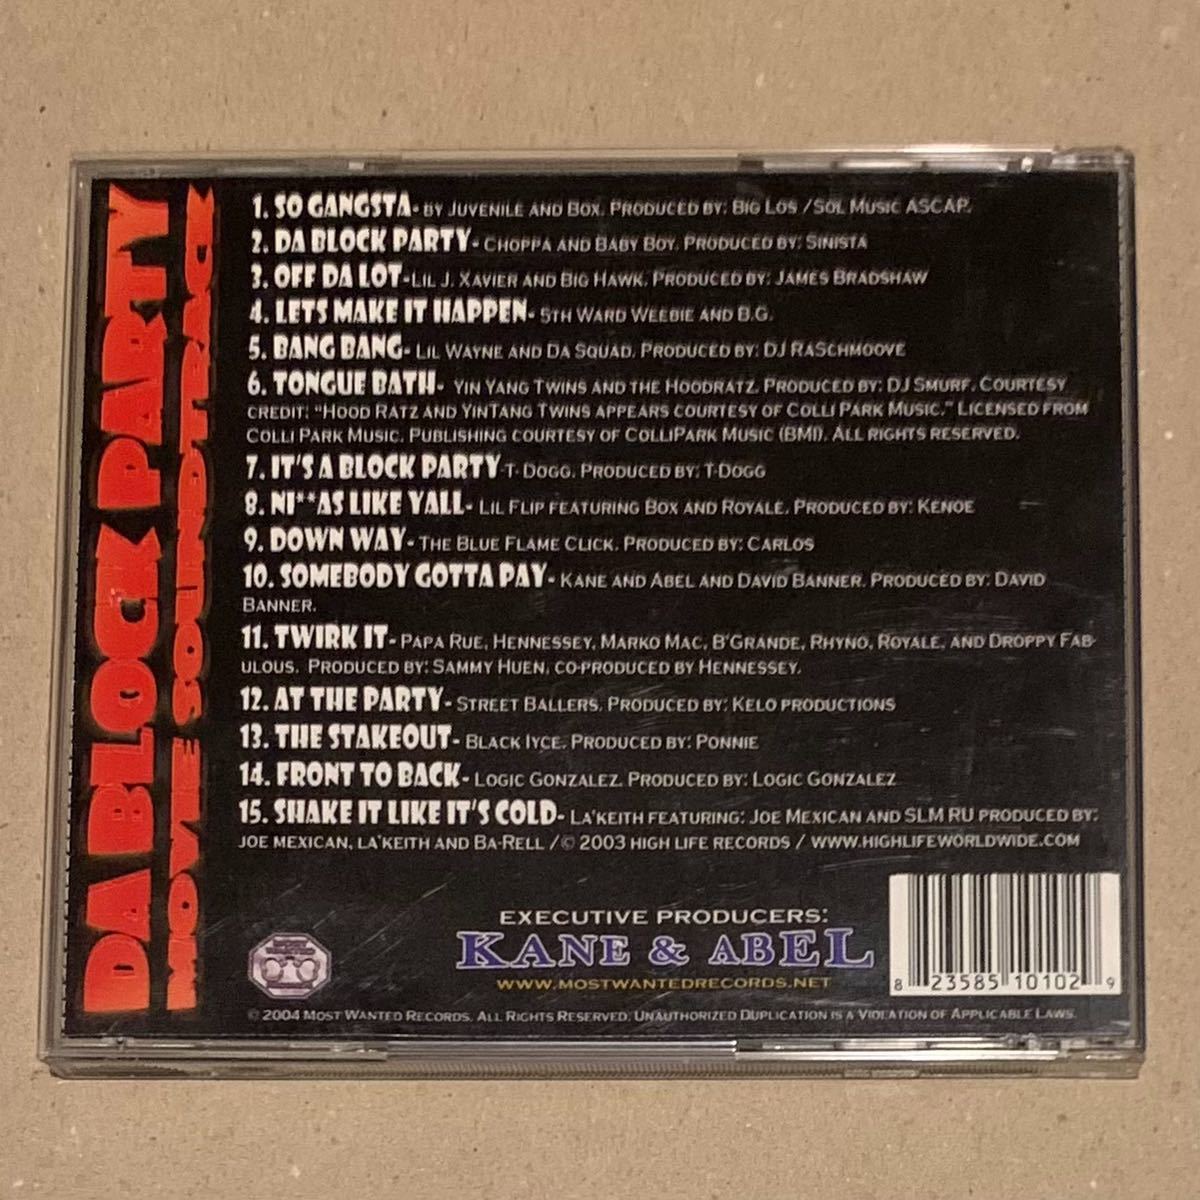 DA BLOCK PARTY
MOVIE SOUNDTRACK
1. SO GANGSTA- BY JUVENILE AND BOX. PRODUCED BY: BIG LOS /SOL MUSIC ASCAP.
2. DA BLOCK PARTY- CHOPPA AND BABY BOY. PRODUCED BY: SINISTA
3. OFF DA LOT-LIL J. XAVIER AND BIG HAWK. PRODUCED BY: JAMES BRADSHAW
4. LETS MAKE IT HAPPEN- 5TH WARD WEEBIE AND B.G.
5. BANG BANG- LIL WAYNE AND DA SQUAD. PRODUCED BY: DJ RASCHMOOVE
6. TONGUE BATH- YIN YANG TWINS AND THE HOODRATZ. PRODUCED BY: DJ SMURF. COURTESY
CREDIT: "HOOD RATZ AND YINTANG TWINS APPEARS COURTESY OF COLLI PARK MUSIC." LICENSED FROM
COLLI PARK MUSIC. PUBLISHING COURTESY OF COLLIPARK MUSIC (BMI). ALL RIGHTS RESERVED.
7. IT'S A BLOCK PARTY-T-DOGG. PRODUCED BY: T-DOGG
8. NI**AS LIKE YALL- LIL FLIP FEATURING BOX AND ROYALE. PRODUCED BY: KENOE
9. DOWN WAY- THE BLUE FLAME CLICK. PRODUCED BY: CARLOS
10. SOMEBODY GOTTA PAY- KANE AND ABEL AND DAVID BANNER. PRODUCED BY: DAVID
BANNER.
11. TWIRK IT- PAPA RUE, HENNESSEY, MARKO MAC, B'GRANDE, RHYNO, ROYALE, AND DROPPY FAB-
ULOUS. PRODUCED BY: SAMMY HUEN, CO-PRODUCED BY HENNESSEY.
12. AT THE PARTY- STREET BALLERS. PRODUCED BY: KELO PRODUCTIONS
13. THE STAKEOUT- BLACK IYCE. PRODUCED BY: PONNIE
14. FRONT TO BACK- LOGIC GONZALEZ. PRODUCED BY: LOGIC GONZALEZ
15. SHAKE IT LIKE IT'S COLD- LA'KEITH FEATURING: JOE MEXICAN AND SLM RU PRODUCED BY:
JOE MEXICAN, LA'KEITH AND BA-RELL /© 2003 HIGH LIFE RECORDS / WWW.HIGHLIFEWORLDWIDE.COM
EXECUTIVE PRODUCERS:
KANE & ABEL
WWW.MOSTWANTEDRECORDS.NET
8 23585 10102 9
© 2004 MOST WANTED RECORDS. ALL RIGHTS RESERVED. UNAUTHORIZED DUPLICATION IS A VIOLATION OF APPLICABLE LAWS.